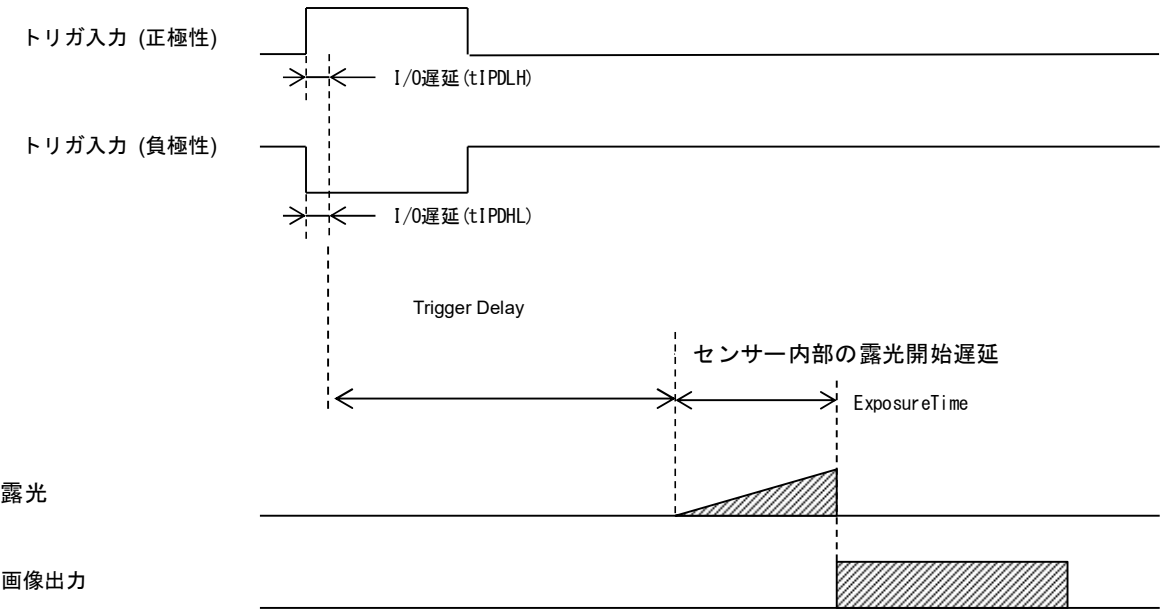 トリガ入力 (正極性)
I/O遅延(tIPDLH)
トリガ入力 (負極性)
I/O遅延(tIPDHL)
Trigger Delay
センサー内部の露光開始遅延
ExposureTime
露光
画像出力